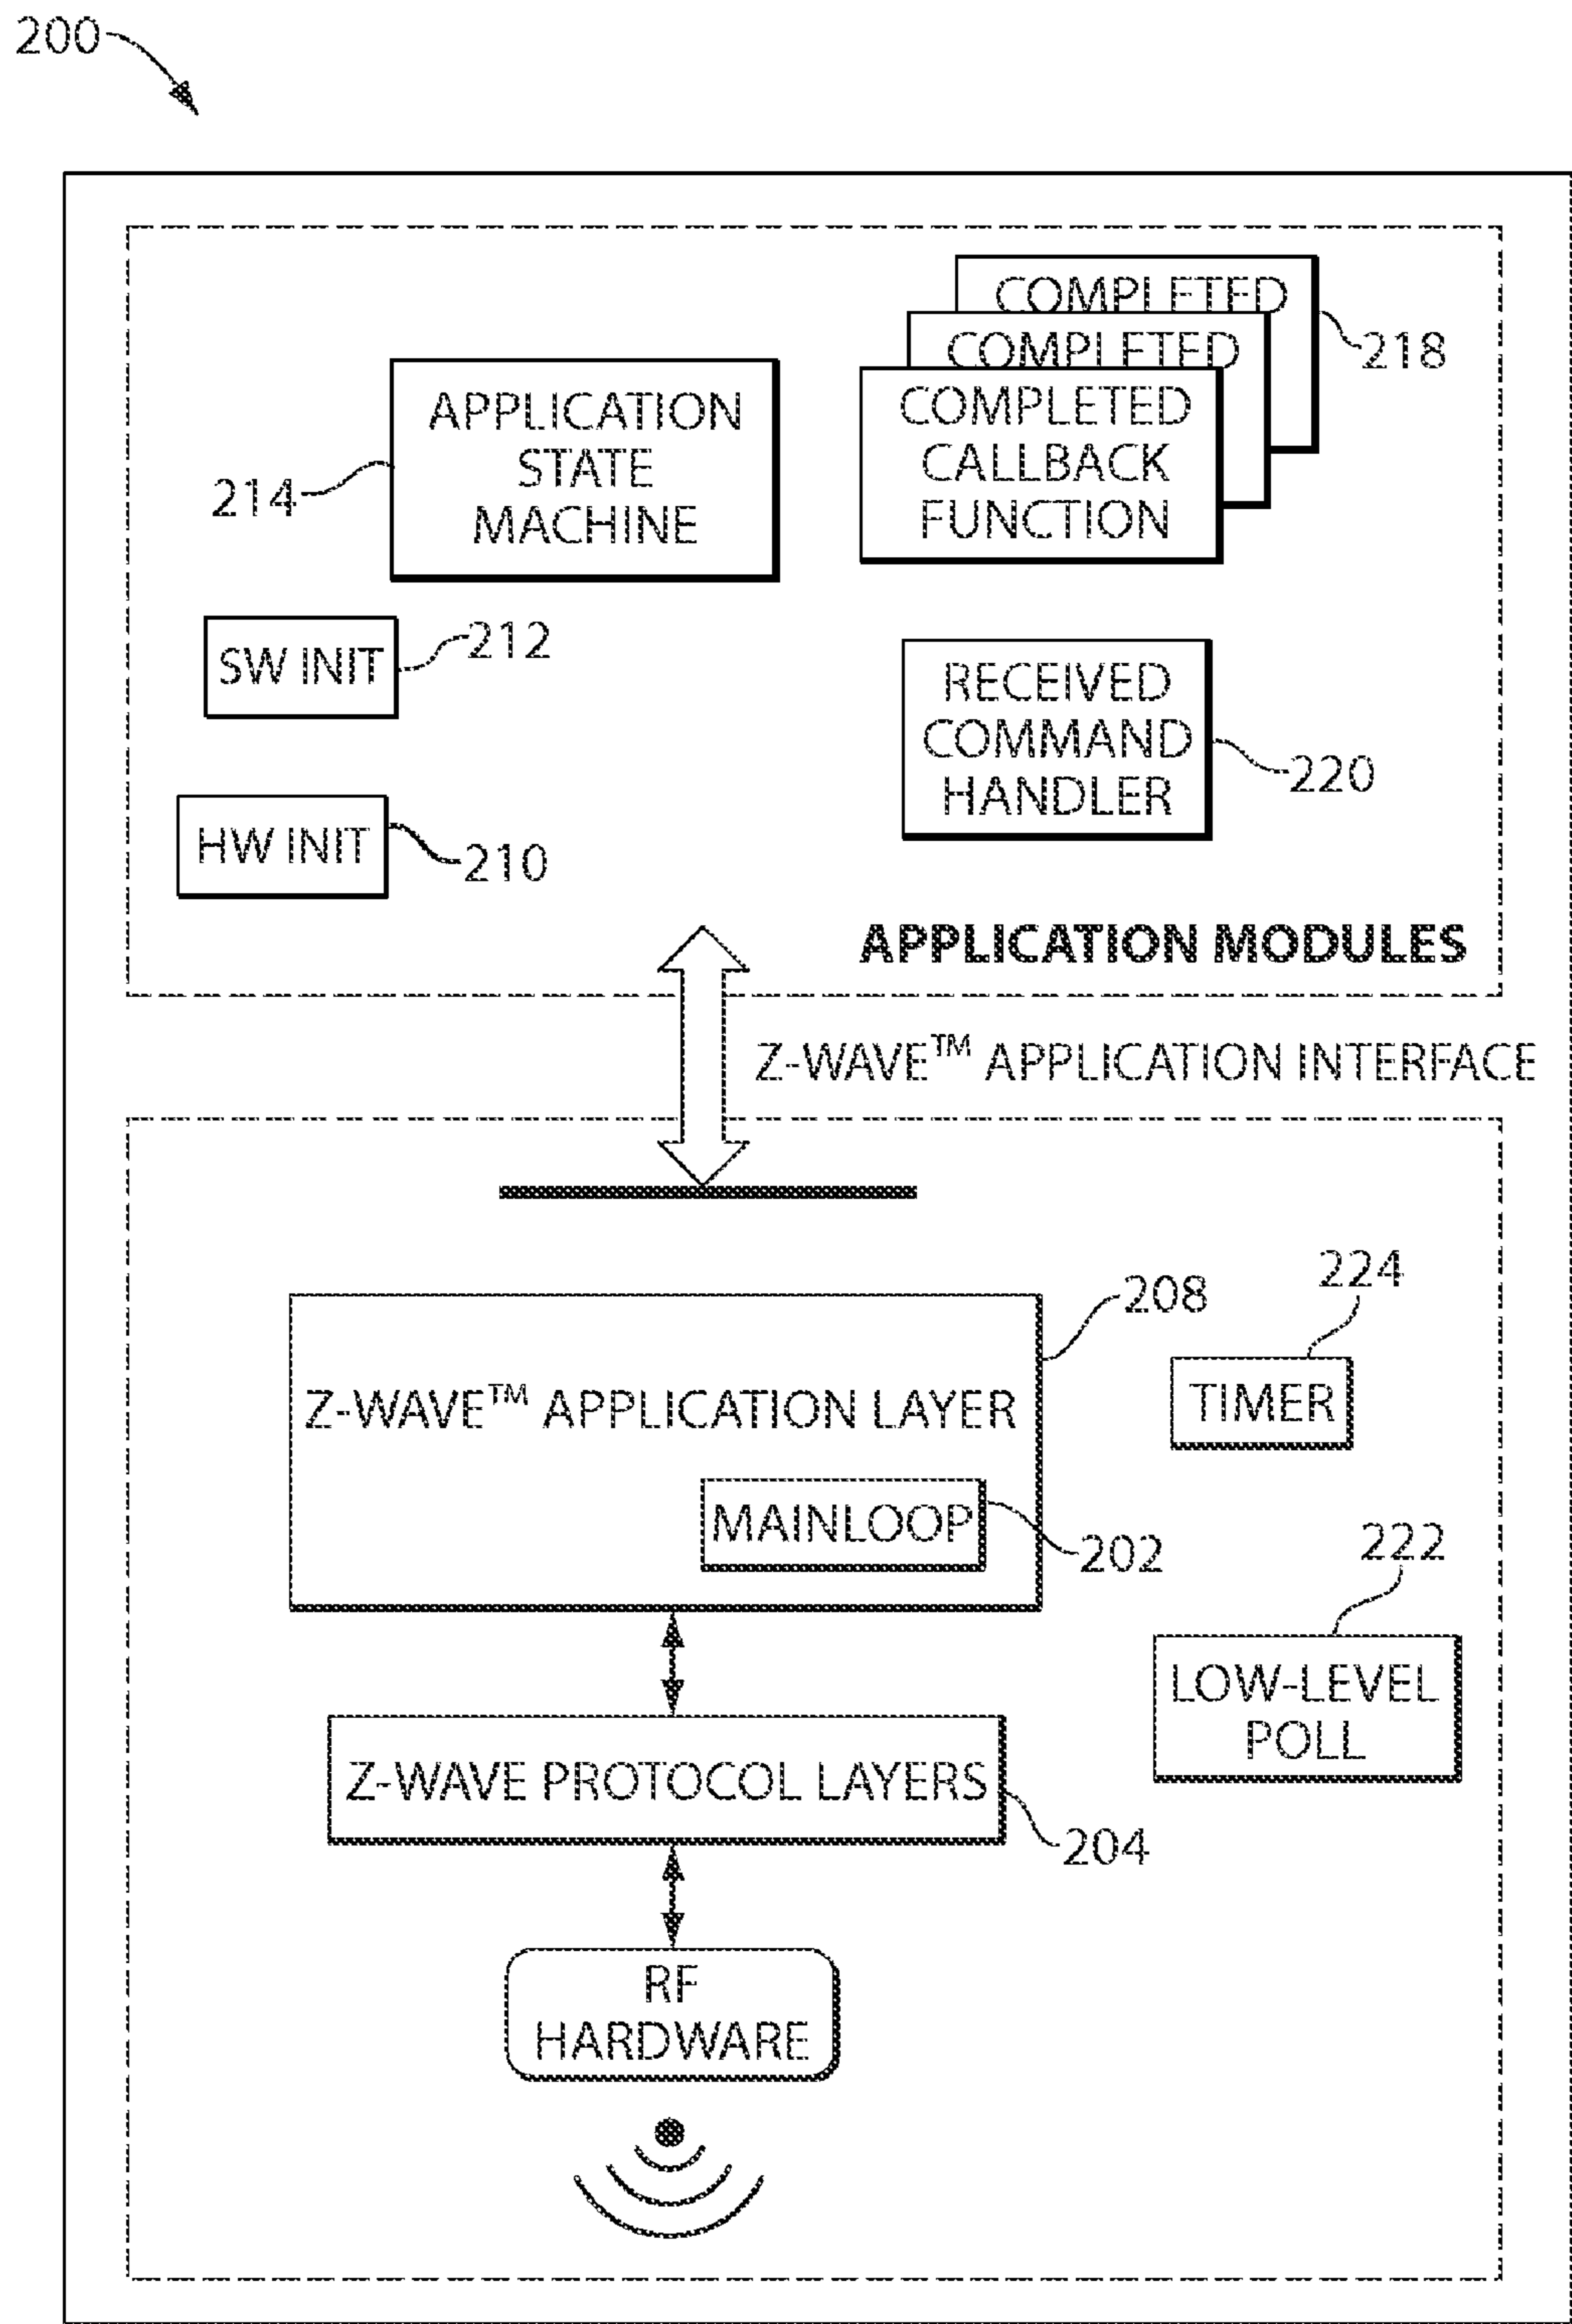 200
COMPLETED
COMPLETED
COMPLETED
CALLBACK
FUNCTION
218
APPLICATION
STATE
MACHINE
214
SW INIT
212
RECEIVED
COMMAND
HANDLER
220
HW INIT
210
APPLICATION MODULES
Z-WAVE™ APPLICATION INTERFACE
208
224
Z-WAVE™ APPLICATION LAYER
TIMER
MAINLOOP
202
222
LOW-LEVEL
POLL
Z-WAVE PROTOCOL LAYERS
204
RF
HARDWARE